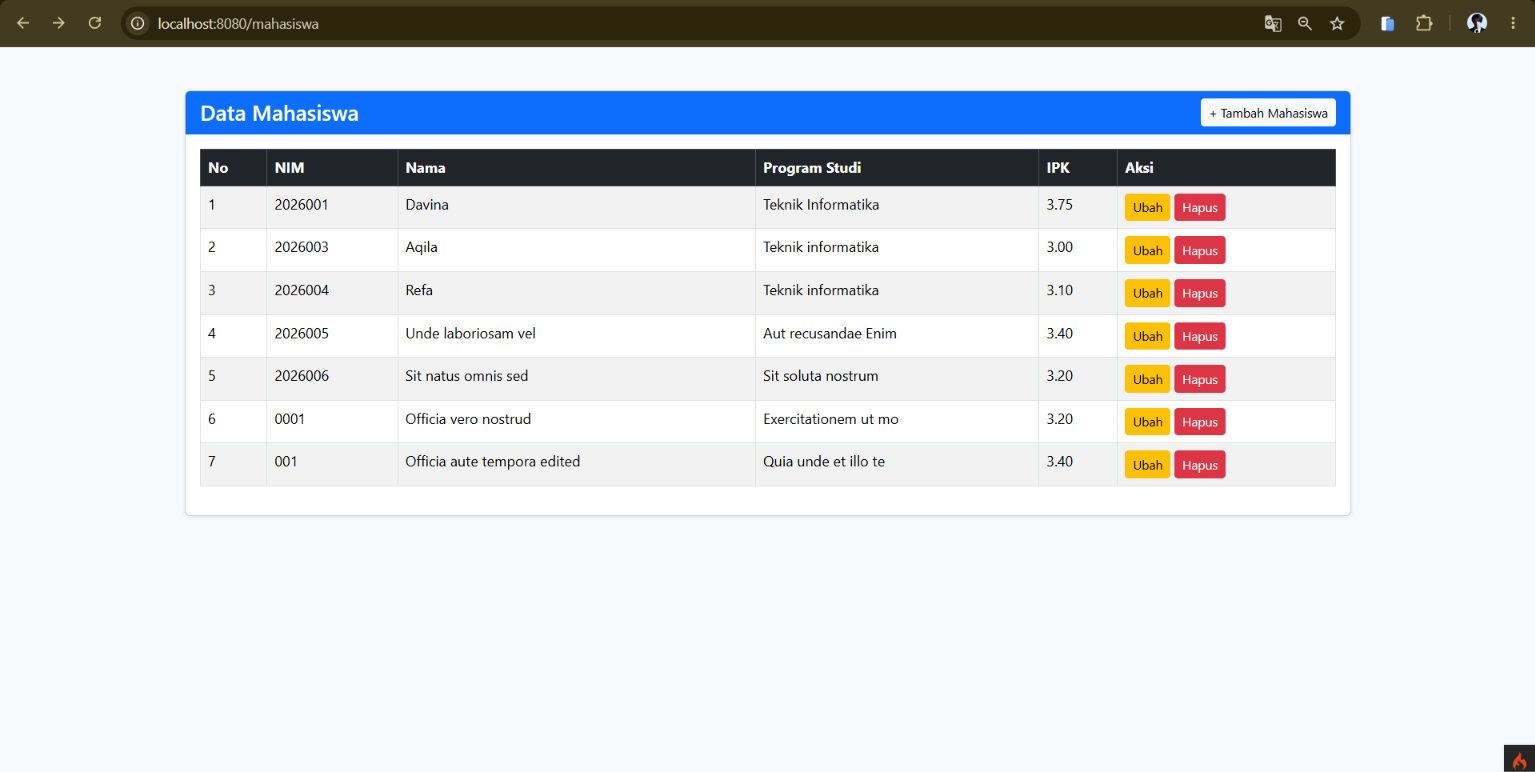 localhost:8080/mahasiswa
Data Mahasiswa
+ Tambah Mahasiswa
No NIM Nama Program Studi IPK Aksi
1 2026001 Davina Teknik Informatika 3.75 Ubah Hapus
2 2026003 Aqila Teknik informatika 3.00 Ubah Hapus
3 2026004 Refa Teknik informatika 3.10 Ubah Hapus
4 2026005 Unde laboriosam vel Aut recusandae Enim 3.40 Ubah Hapus
5 2026006 Sit natus omnis sed Sit soluta nostrum 3.20 Ubah Hapus
6 0001 Officia vero nostrud Exercitationem ut mo 3.20 Ubah Hapus
7 001 Officia aute tempora edited Quia unde et illo te 3.40 Ubah Hapus